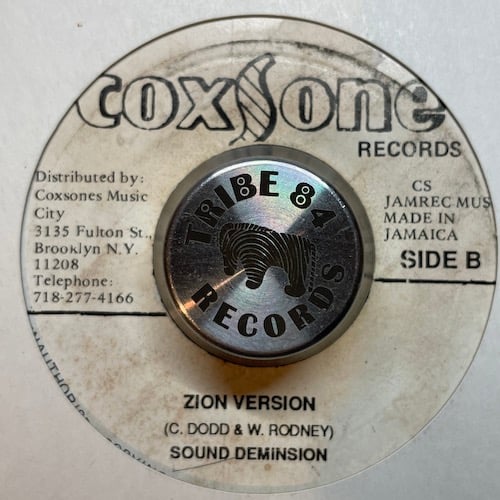 coxsone
RECORDS
Distributed by:
Coxsones Music
City
3135 Fulton St.,
Brooklyn N.Y.
11208
Telephone:
718-277-4166
CS
JAMREC MUS
MADE IN
JAMAICA
SIDE B
TRIBE 84
RECORDS
ZION VERSION
(C. DODD & W. RODNEY)
SOUND DEMINSION